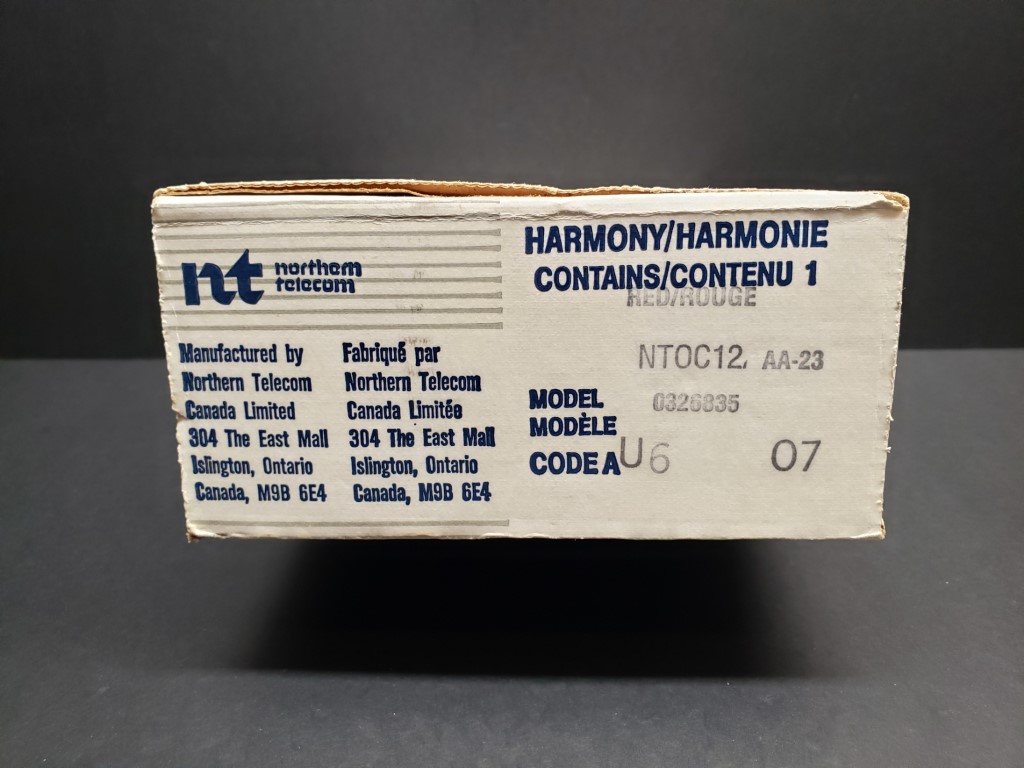 nt northern
telecom
Manufactured by
Northern Telecom
Canada Limited
304 The East Mall
Islington, Ontario
Canada, M9B 6E4
Fabriqué par
Northern Telecom
Canada Limitée
304 The East Mall
Islington, Ontario
Canada, M9B 6E4
HARMONY/HARMONIE
CONTAINS/CONTENU 1
RED/ROUGE
NTOC12 AA-23
MODEL 0326835
MODÈLE
CODE A U6 07